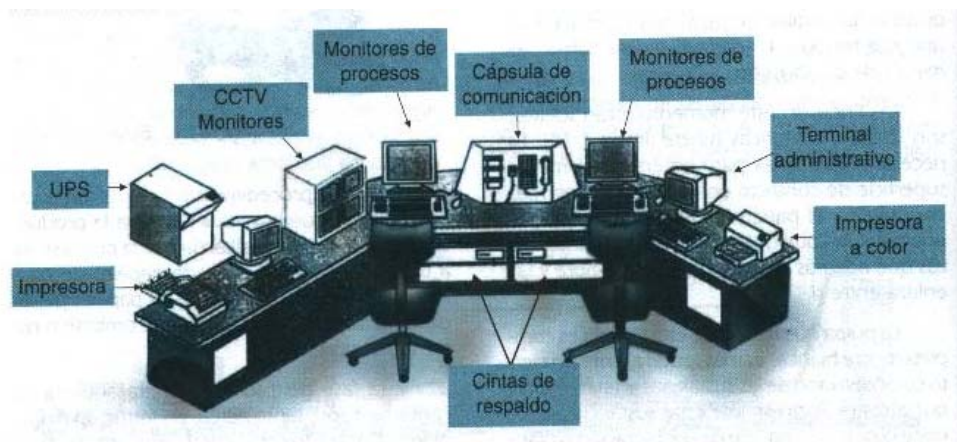 Monitores de
procesos
Cápsula de
comunicación
Monitores de
procesos
CCTV
Monitores
Terminal
administrativo
UPS
Impresora
a color
Impresora
Cintas de
respaldo